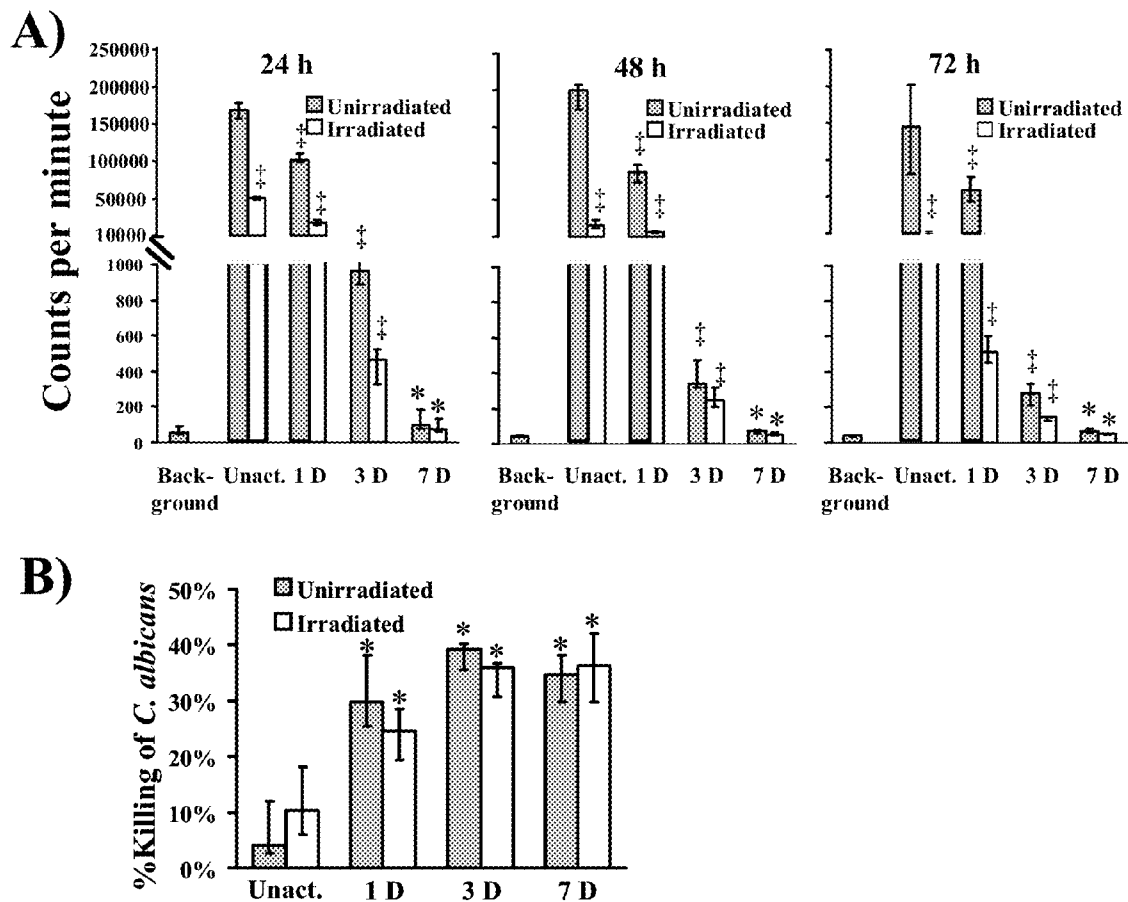 A)
Counts per minute
250000
200000
150000
100000
50000
10000
1000
800
600
400
200
0
24 h
Unirradiated
Irradiated
‡
‡
‡
‡
‡
* *
Back-ground Unact. 1 D 3 D 7 D
48 h
Unirradiated
Irradiated
‡
‡
‡
‡
‡
* *
Back-ground Unact. 1 D 3 D 7 D
72 h
Unirradiated
Irradiated
‡
‡
‡
‡
‡
* *
Back-ground Unact. 1 D 3 D 7 D
B)
%Killing of C. albicans
50%
40%
30%
20%
10%
0%
Unirradiated
Irradiated
* * * * * *
Unact. 1 D 3 D 7 D